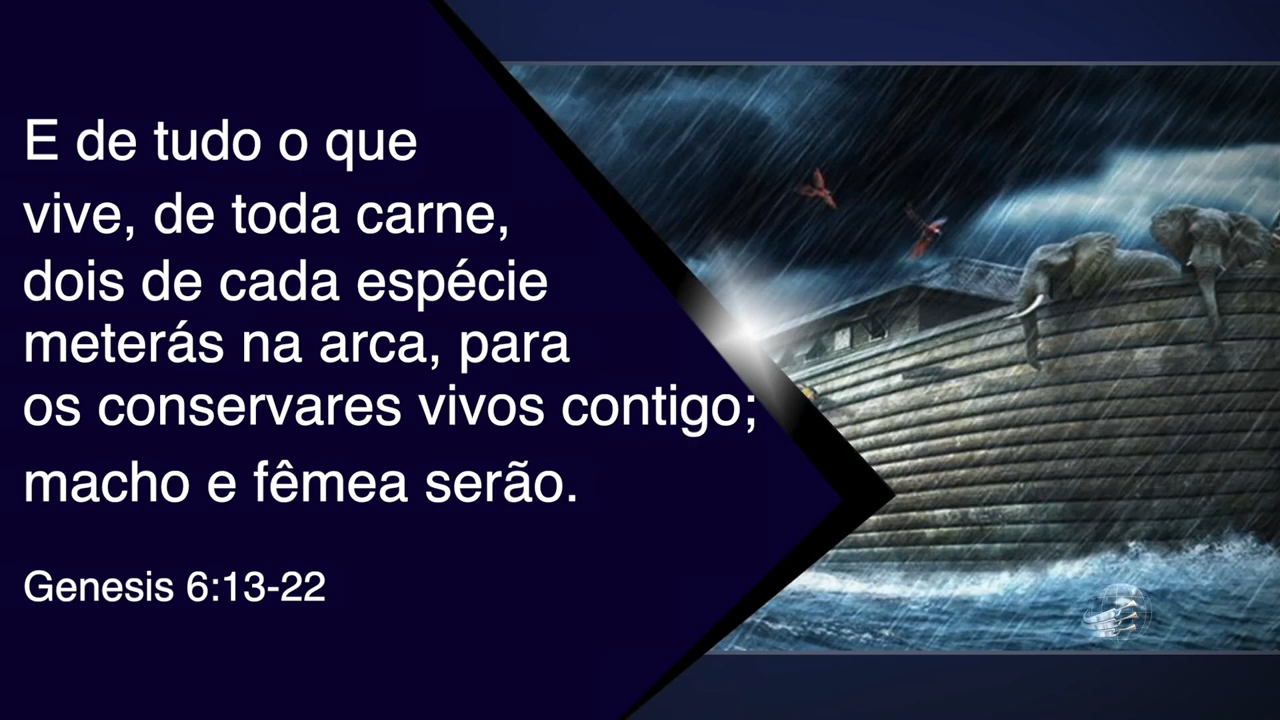 E de tudo o que
vive, de toda carne,
dois de cada espécie
meterás na arca, para
os conservares vivos contigo;
macho e fêmea serão.
Genesis 6:13-22